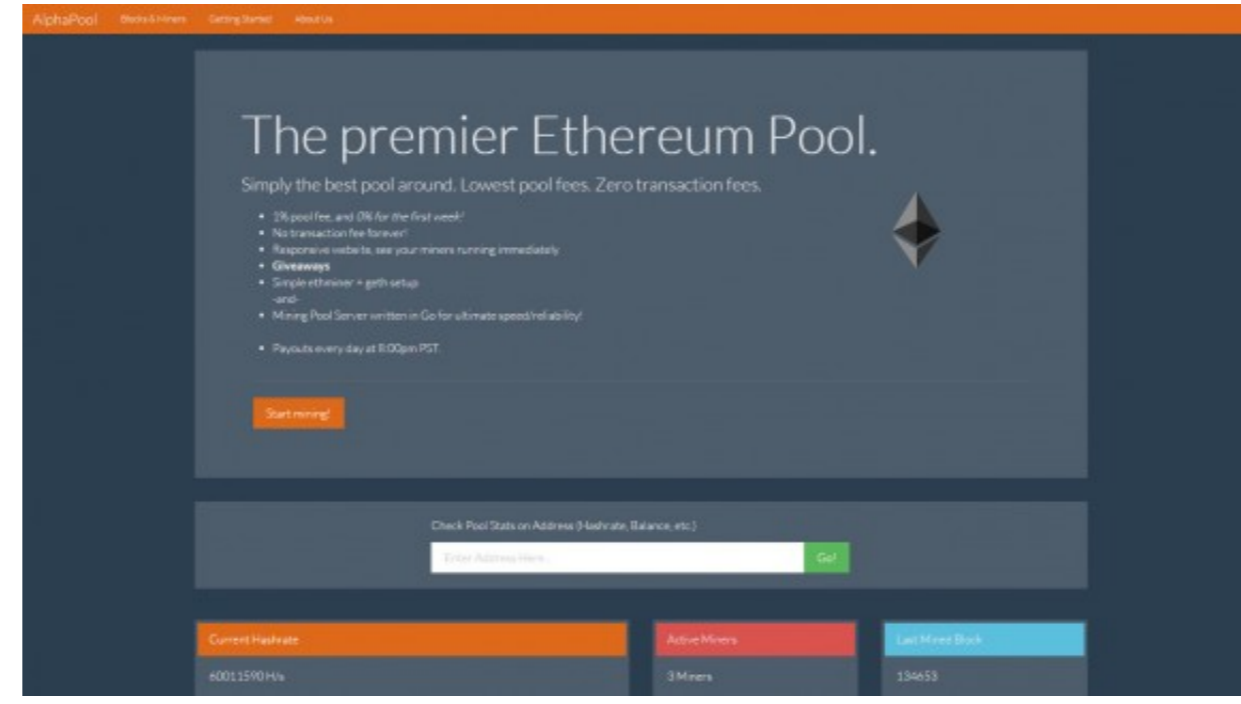 AlphaPool Blocks & Miners Getting Started About Us
The premier Ethereum Pool.
Simply the best pool around. Lowest pool fees. Zero transaction fees.
1% pool fee, and 0% for the first week!
No transaction fee forever!
Responsive website, see your miners running immediately
Giveaways
Simple ethminer + geth setup
-and-
Mining Pool Server written in Go for ultimate speed/reliability!
Payouts every day at 8:00pm PST.
Start mining!
Check Pool Stats on Address (Hashrate, Balance, etc.)
Enter Address Here... Go!
Current Hashrate Active Miners Last Mined Block
60011590 H/s 3 Miners 134653